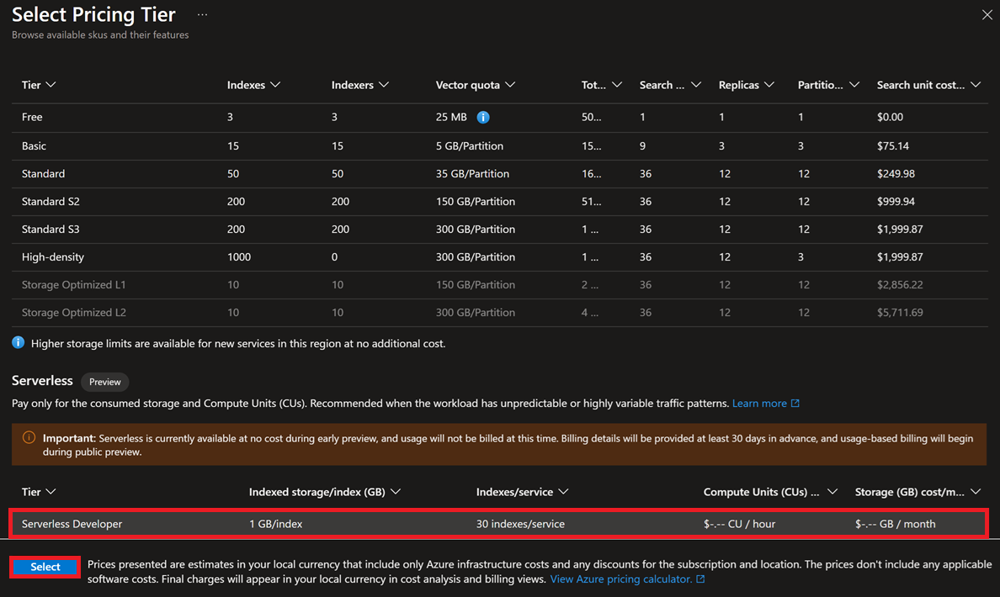 Select Pricing Tier ...
Browse available skus and their features
Tier Indexes Indexers Vector quota Tot... Search ... Replicas Partitio... Search unit cost...
Free 3 3 25 MB 50... 1 1 1 $0.00
Basic 15 15 5 GB/Partition 15... 9 3 3 $75.14
Standard 50 50 35 GB/Partition 16... 36 12 12 $249.98
Standard S2 200 200 150 GB/Partition 51... 36 12 12 $999.94
Standard S3 200 200 300 GB/Partition 1 ... 36 12 12 $1,999.87
High-density 1000 0 300 GB/Partition 1 ... 36 12 3 $1,999.87
Storage Optimized L1 10 10 150 GB/Partition 2 ... 36 12 12 $2,856.22
Storage Optimized L2 10 10 300 GB/Partition 4 ... 36 12 12 $5,711.69
Higher storage limits are available for new services in this region at no additional cost.
Serverless Preview
Pay only for the consumed storage and Compute Units (CUs). Recommended when the workload has unpredictable or highly variable traffic patterns. Learn more
Important: Serverless is currently available at no cost during early preview, and usage will not be billed at this time. Billing details will be provided at least 30 days in advance, and usage-based billing will begin
during public preview.
Tier Indexed storage/index (GB) Indexes/service Compute Units (CUs) ... Storage (GB) cost/m...
Serverless Developer 1 GB/index 30 indexes/service $-.-- CU / hour $-.-- GB / month
Select Prices presented are estimates in your local currency that include only Azure infrastructure costs and any discounts for the subscription and location. The prices don't include any applicable
software costs. Final charges will appear in your local currency in cost analysis and billing views. View Azure pricing calculator.